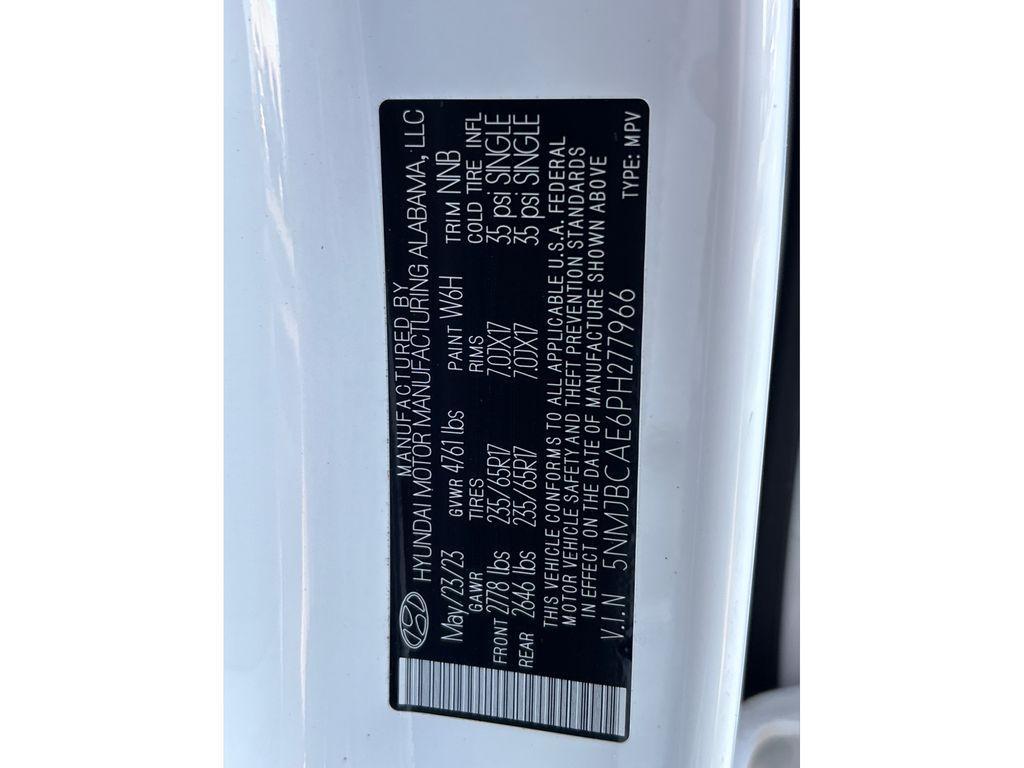 MANUFACTURED BY
HYUNDAI MOTOR MANUFACTURING ALABAMA, LLC
May/23/23 GVWR 4761 lbs PAINT W6H TRIM NNB
GAWR TIRES RIMS COLD TIRE INFL
FRONT 2778 lbs 235/65R17 7.0JX17 35 psi SINGLE
REAR 2646 lbs 235/65R17 7.0JX17 35 psi SINGLE
THIS VEHICLE CONFORMS TO ALL APPLICABLE U.S.A. FEDERAL
MOTOR VEHICLE SAFETY AND THEFT PREVENTION STANDARDS
IN EFFECT ON THE DATE OF MANUFACTURE SHOWN ABOVE
V.I.N 5NMJBCAE6PH277966 TYPE: MPV